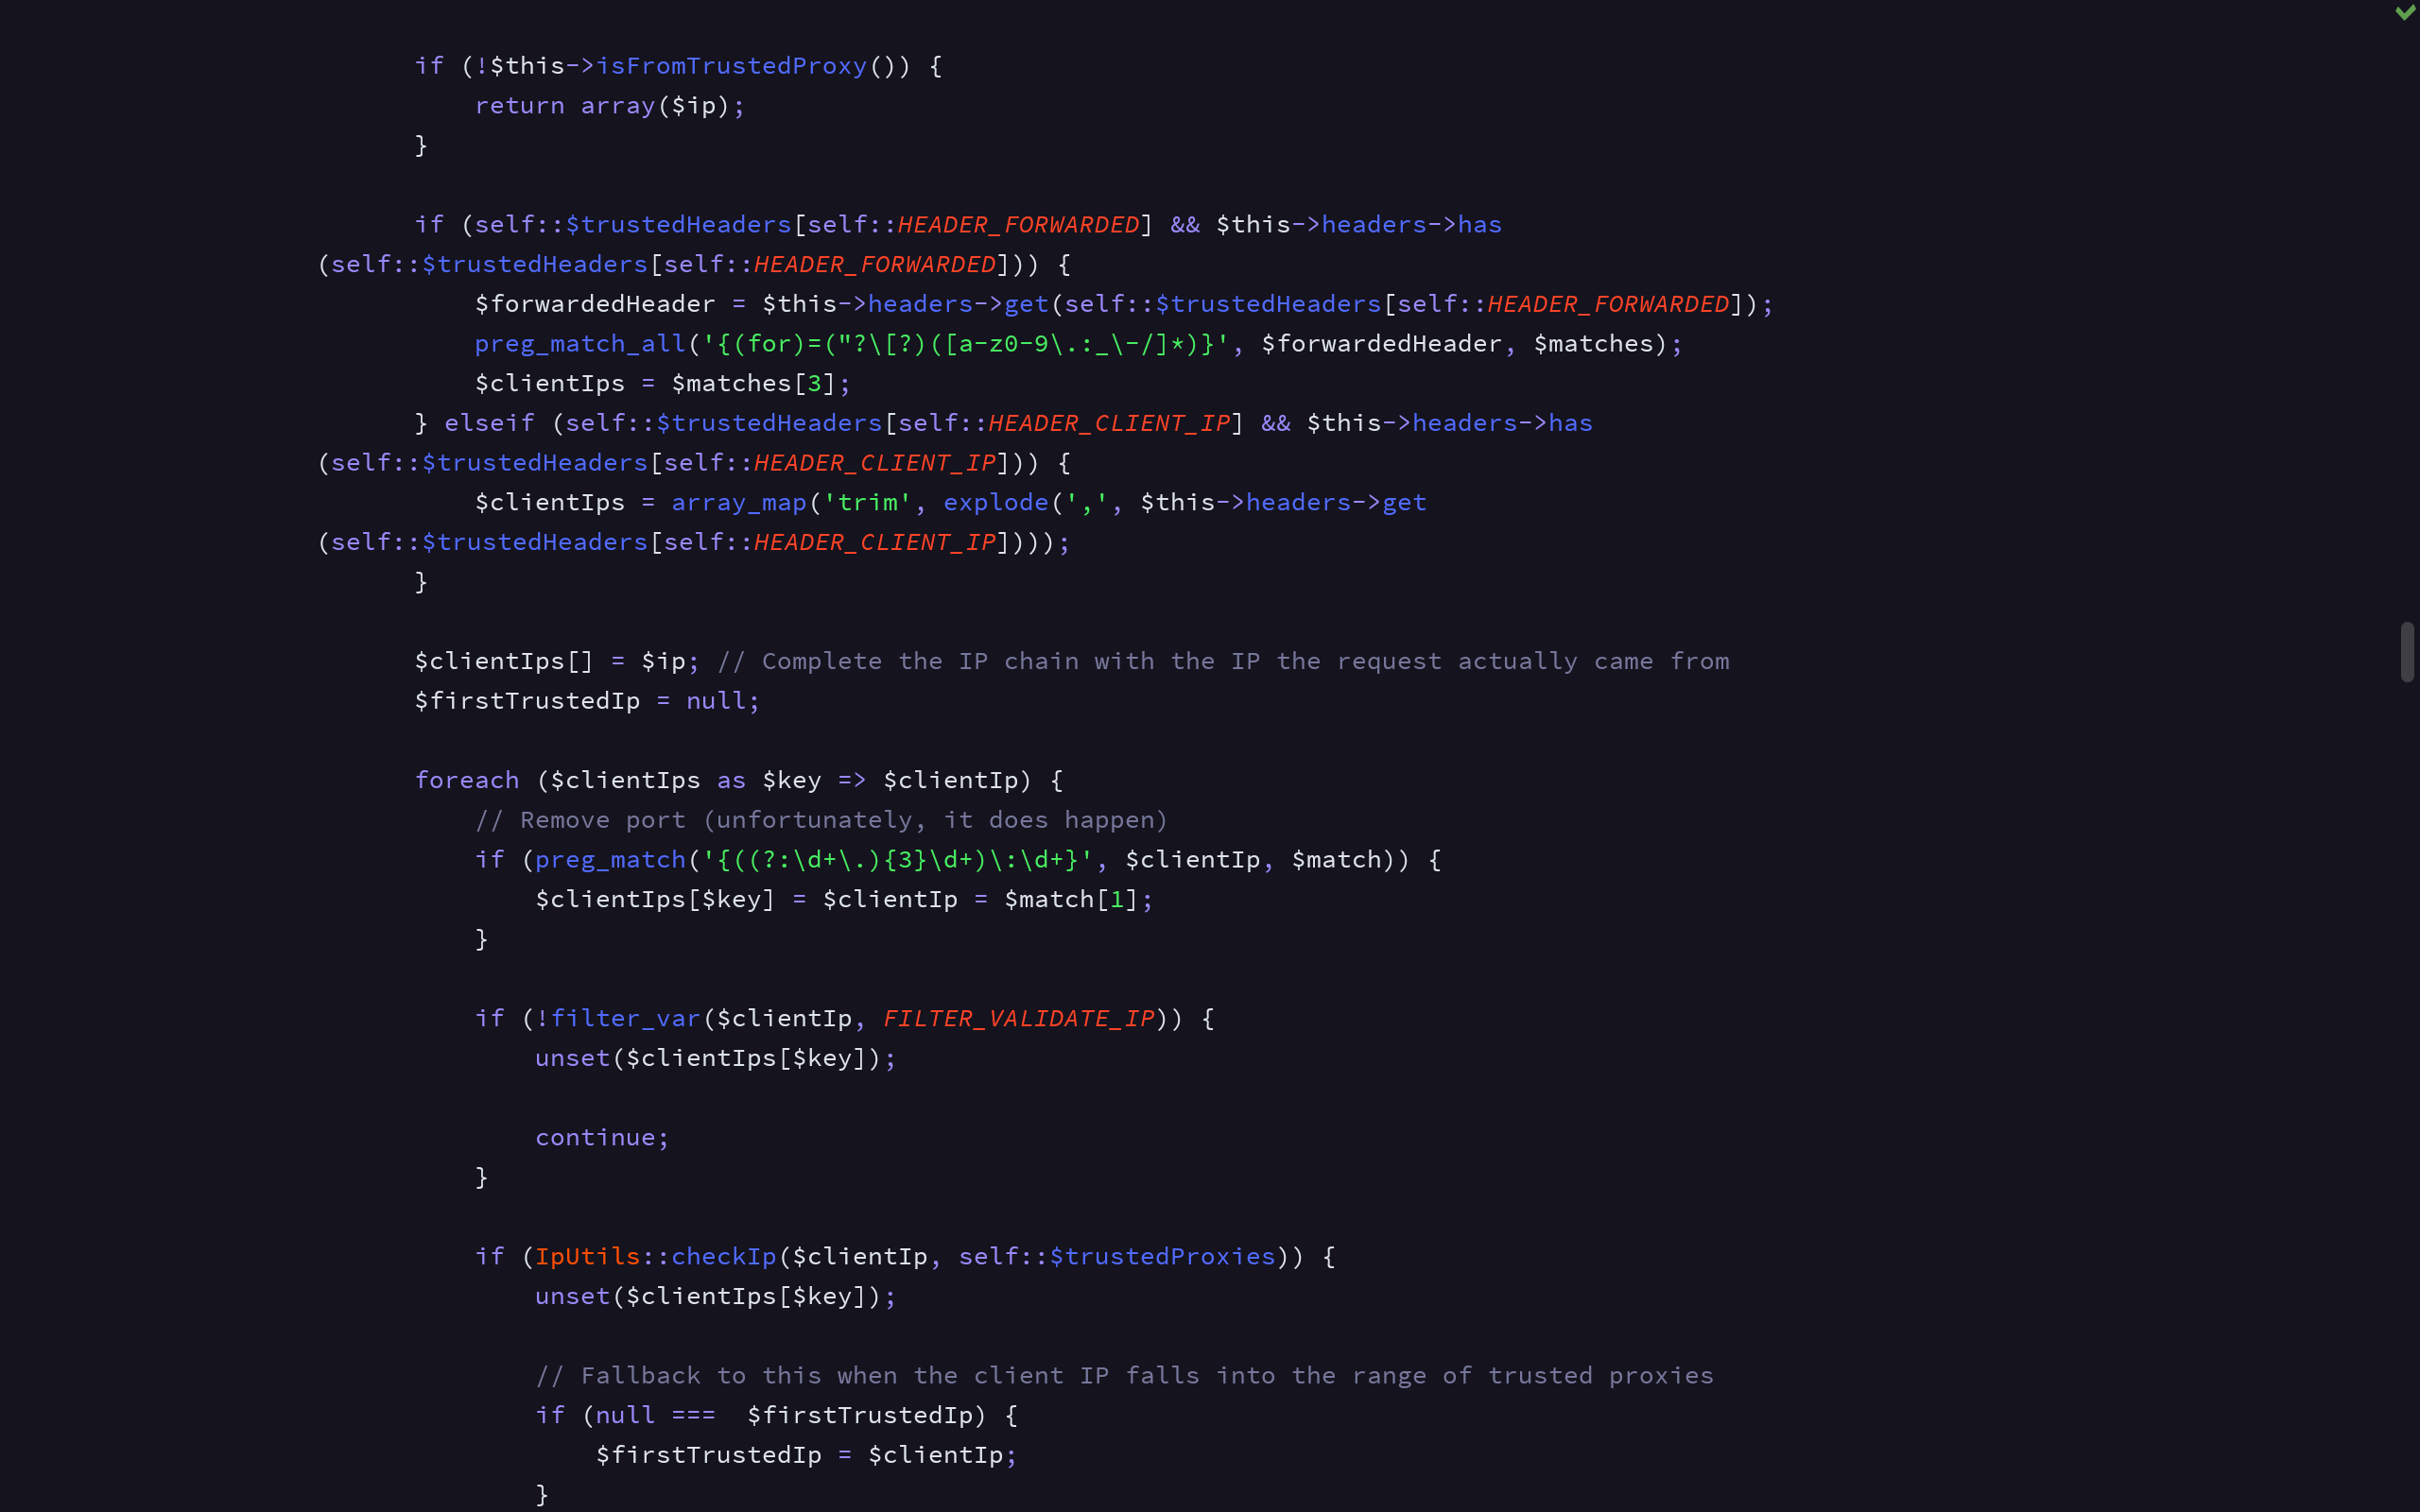 if (!$this->isFromTrustedProxy()) {
return array($ip);
}
if (self::$trustedHeaders[self::HEADER_FORWARDED] && $this->headers->has
(self::$trustedHeaders[self::HEADER_FORWARDED])) {
$forwardedHeader = $this->headers->get(self::$trustedHeaders[self::HEADER_FORWARDED]);
preg_match_all('{(for)=("?\[?)([a-z0-9\.:_\-/]*)}', $forwardedHeader, $matches);
$clientIps = $matches[3];
} elseif (self::$trustedHeaders[self::HEADER_CLIENT_IP] && $this->headers->has
(self::$trustedHeaders[self::HEADER_CLIENT_IP])) {
$clientIps = array_map('trim', explode(',', $this->headers->get
(self::$trustedHeaders[self::HEADER_CLIENT_IP])));
}
$clientIps[] = $ip; // Complete the IP chain with the IP the request actually came from
$firstTrustedIp = null;
foreach ($clientIps as $key => $clientIp) {
// Remove port (unfortunately, it does happen)
if (preg_match('{((?:\d+\.){3}\d+)\:\d+}', $clientIp, $match)) {
$clientIps[$key] = $clientIp = $match[1];
}
if (!filter_var($clientIp, FILTER_VALIDATE_IP)) {
unset($clientIps[$key]);
continue;
}
if (IpUtils::checkIp($clientIp, self::$trustedProxies)) {
unset($clientIps[$key]);
// Fallback to this when the client IP falls into the range of trusted proxies
if (null ===  $firstTrustedIp) {
$firstTrustedIp = $clientIp;
}